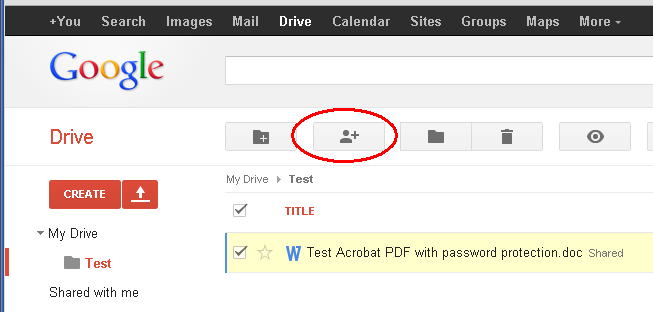 +You Search Images Mail Drive Calendar Sites Groups Maps More
Google
Drive
My Drive Test
CREATE
TITLE
My Drive
W Test Acrobat PDF with password protection.doc Shared
Test
Shared with me